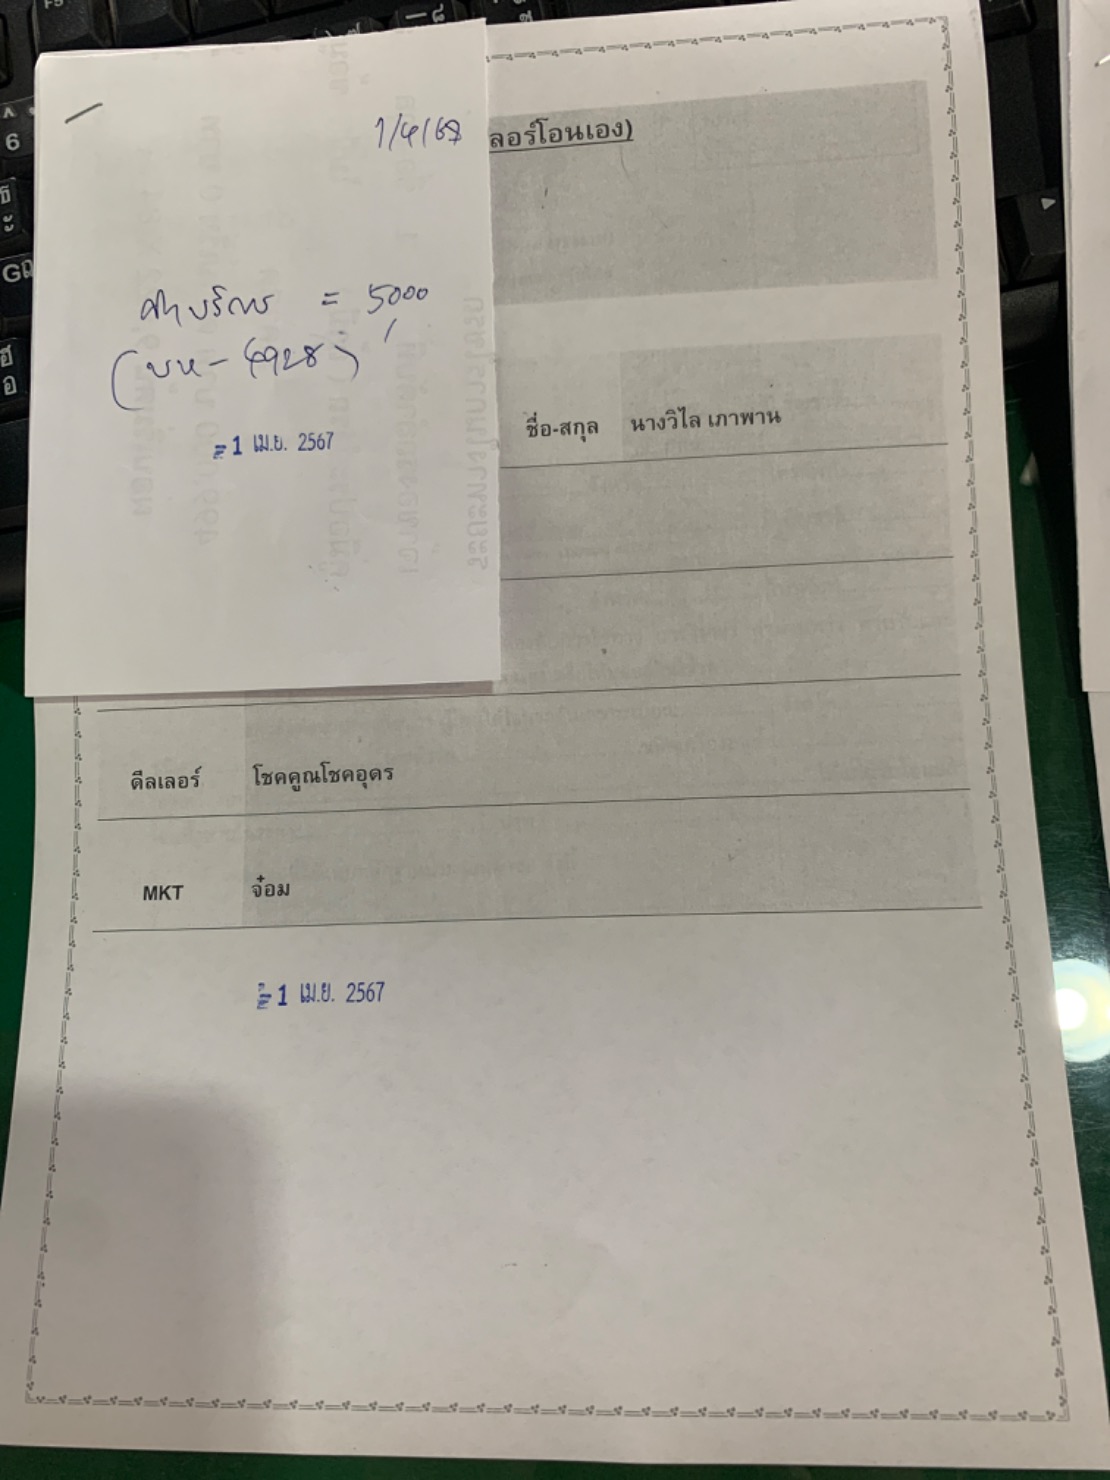 1/4/67
ค่าบริการ = 5000
(บห - 4928)
- 1 เม.ย. 2567
ลอร์โอนเอง)
ชื่อ-สกุล นางวิไล เภาพาน
ดีลเลอร์ โชคคูณโชคอุดร
MKT จ๋อม
- 1 เม.ย. 2567